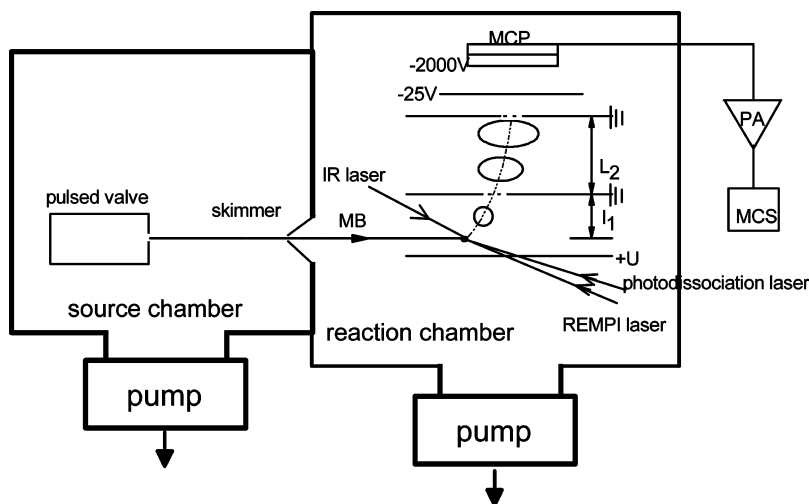 MCP
-2000V
-25V
PA
L2
IR laser
pulsed valve
skimmer
l1
MCS
MB
+U
photodissociation laser
source chamber
reaction chamber
REMPI laser
pump
pump